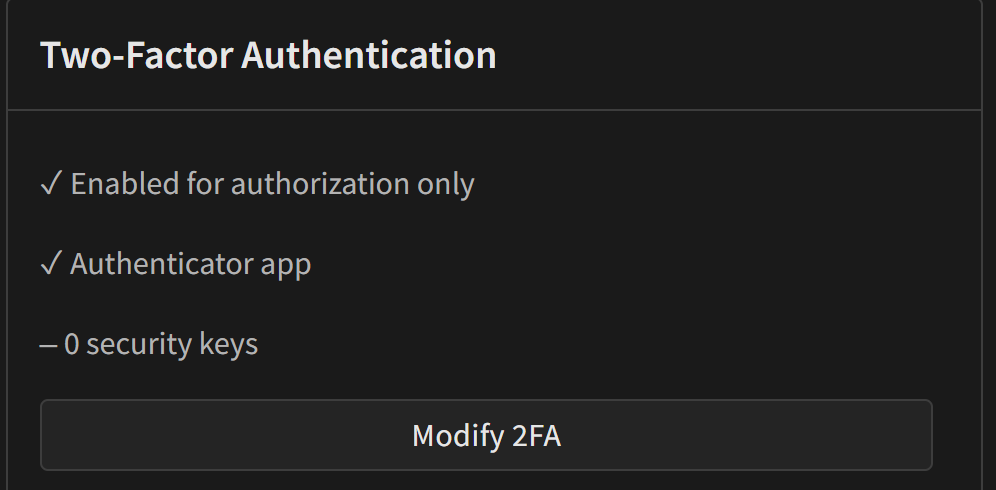 Two-Factor Authentication
✓ Enabled for authorization only
✓ Authenticator app
– 0 security keys
Modify 2FA